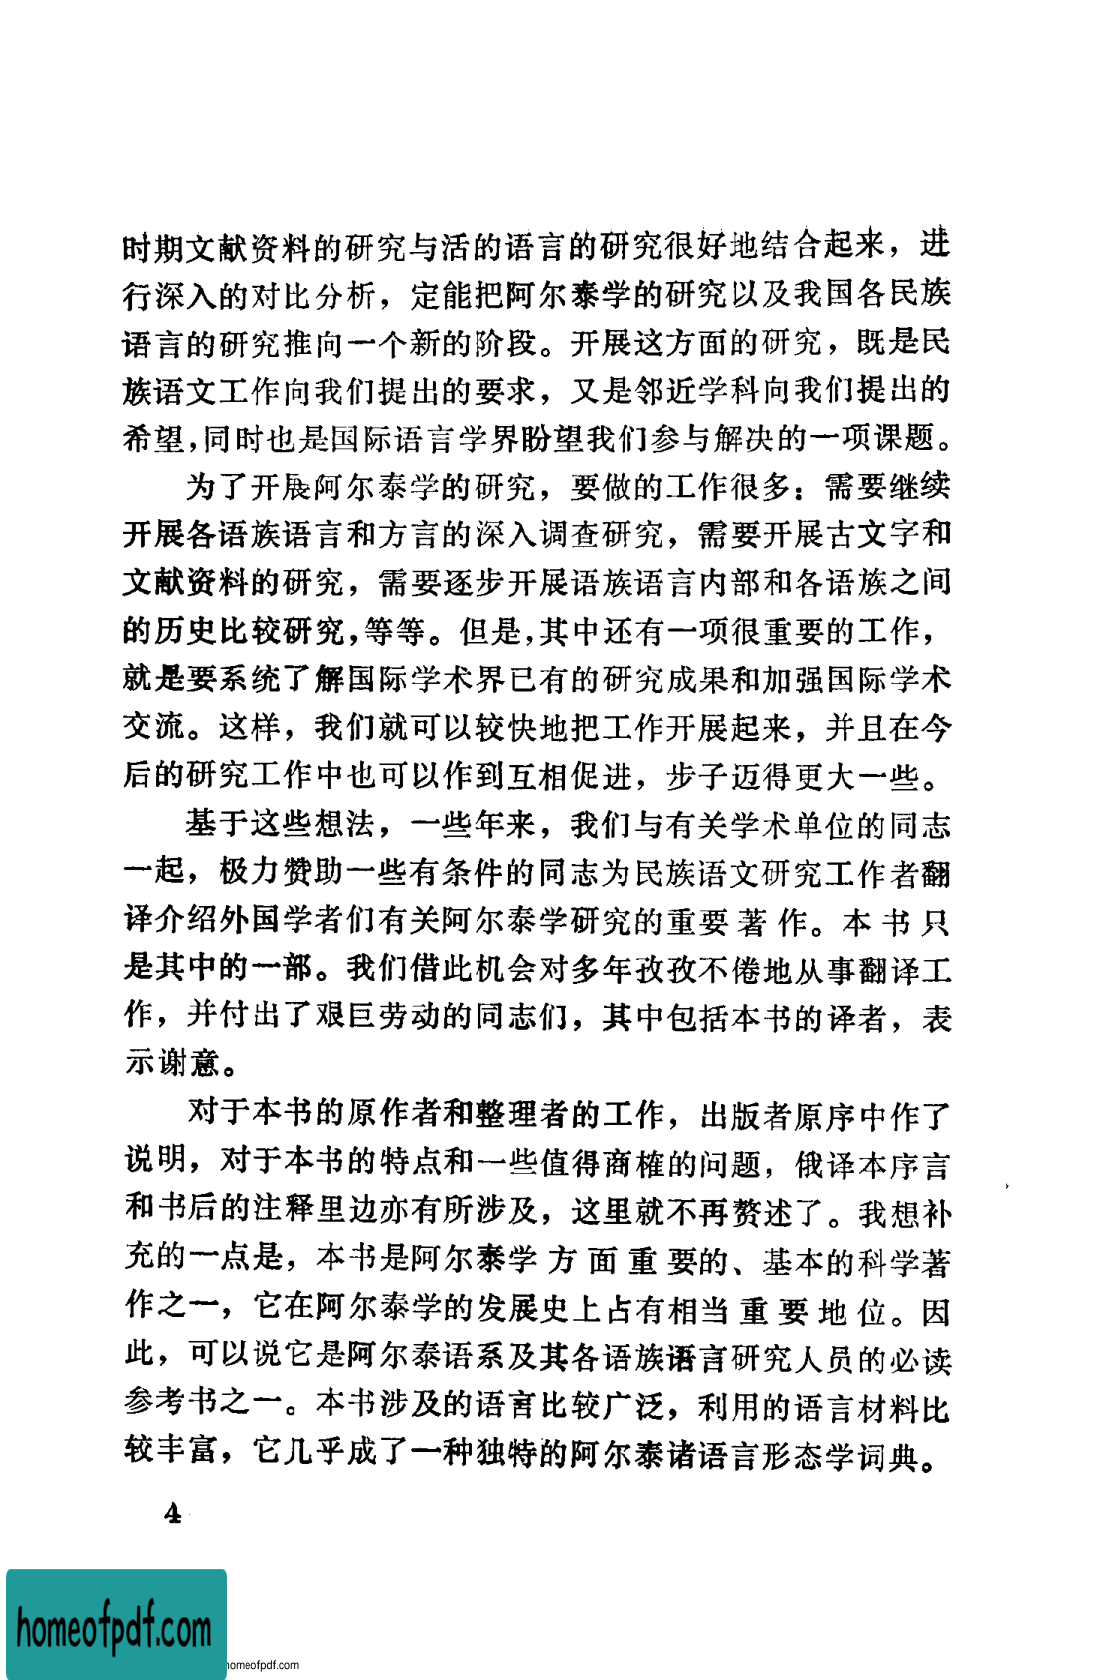 时期文献资料的研究与活的语言的研究很好地结合起来，进
行深入的对比分析，定能把阿尔泰学的研究以及我国各民族
语言的研究推向一个新的阶段。开展这方面的研究，既是民
族语文工作向我们提出的要求，又是邻近学科向我们提出的
希望，同时也是国际语言学界盼望我们参与解决的一项课题。
为了开展阿尔泰学的研究，要做的工作很多：需要继续
开展各语族语言和方言的深入调查研究，需要开展古文字和
文献资料的研究，需要逐步开展语族语言内部和各语族之间
的历史比较研究，等等。但是，其中还有一项很重要的工作，
就是要系统了解国际学术界已有的研究成果和加强国际学术
交流。这样，我们就可以较快地把工作开展起来，并且在今
后的研究工作中也可以作到互相促进，步子迈得更大一些。
基于这些想法，一些年来，我们与有关学术单位的同志
一起，极力赞助一些有条件的同志为民族语文研究工作者翻
译介绍外国学者们有关阿尔泰学研究的重要著作。本书只
是其中的一部。我们借此机会对多年孜孜不倦地从事翻译工
作，并付出了艰巨劳动的同志们，其中包括本书的译者，表
示谢意。
对于本书的原作者和整理者的工作，出版者原序中作了
说明，对于本书的特点和一些值得商榷的问题，俄译本序言
和书后的注释里边亦有所涉及，这里就不再赘述了。我想补
充的一点是，本书是阿尔泰学方面重要的、基本的科学著
作之一，它在阿尔泰学的发展史上占有相当重要地位。因
此，可以说它是阿尔泰语系及其各语族语言研究人员的必读
参考书之一。本书涉及的语言比较广泛，利用的语言材料比
较丰富，它几乎成了一种独特的阿尔泰诸语言形态学词典。
4
homeofpdf.com
homeofpdf.com